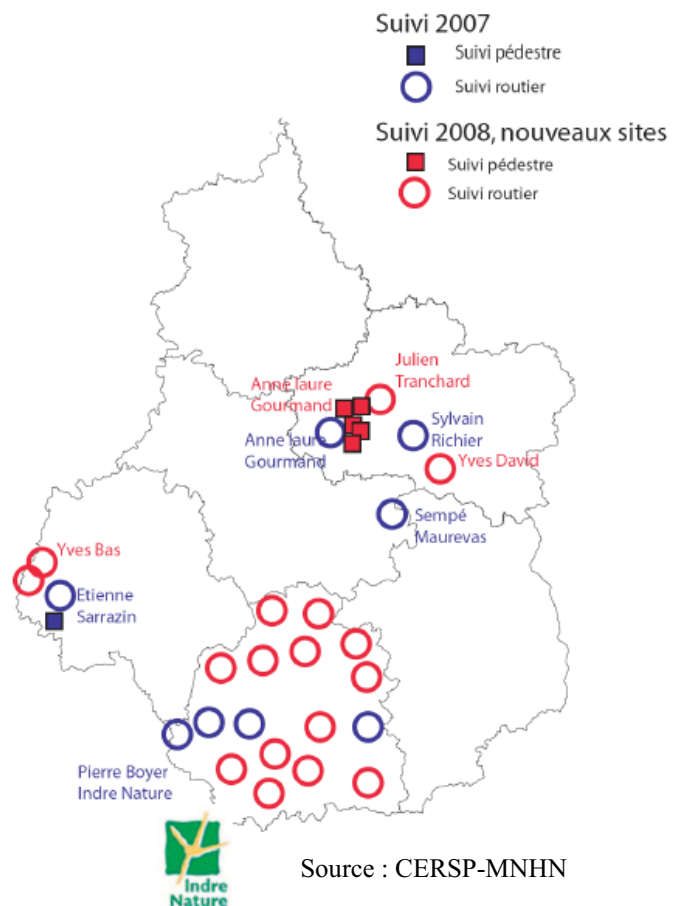 Suivi 2007
Suivi pédestre
Suivi routier
Suivi 2008, nouveaux sites
Suivi pédestre
Suivi routier
Julien
Tranchard
Anne laure
Gourmand
Anne laure
Gourmand
Sylvain
Richier
Yves David
Sempé
Maurevas
Yves Bas
Etienne
Sarrazin
Pierre Boyer
Indre Nature
Indre
Nature
Source : CERSP-MNHN